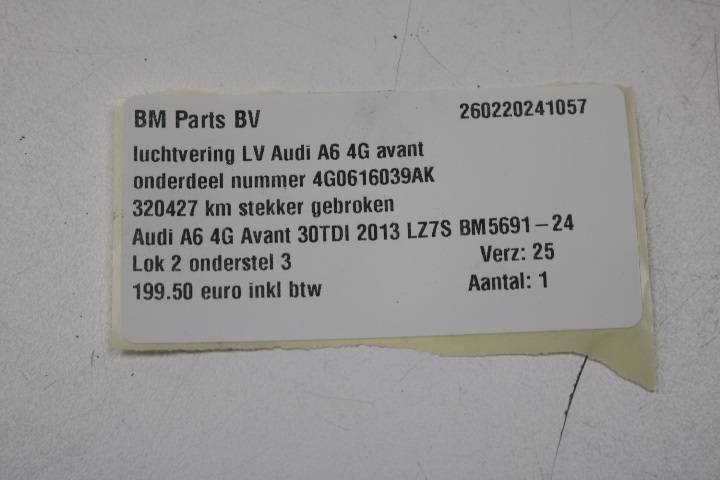 BM Parts BV 260220241057
luchtvering LV Audi A6 4G avant
onderdeel nummer 4G0616039AK
320427 km stekker gebroken
Audi A6 4G Avant 30TDI 2013 LZ7S BM5691-24
Lok 2 onderstel 3 Verz: 25
199.50 euro inkl btw Aantal: 1